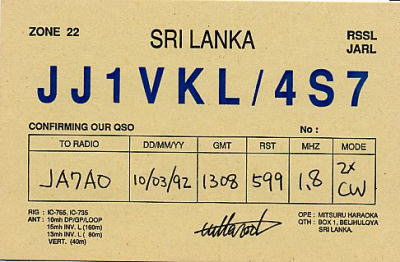 ZONE 22
SRI LANKA
RSSL
JARL
JJ1VKL/4S7
CONFIRMING OUR QSO
No :
TO RADIO DD/MM/YY GMT RST MHZ MODE
JA7AO 10/03/92 1308 599 1.8 2x CW
RIG : IC-765, IC-735
ANT : 10mh DP/GP/LOOP
15mh INV. L (160m)
13mh INV. L ( 80m)
VERT. (40m)
OPE : MITSURU HARAOKA
QTH : BOX 1, BELIHULOYA
SRI LANKA.